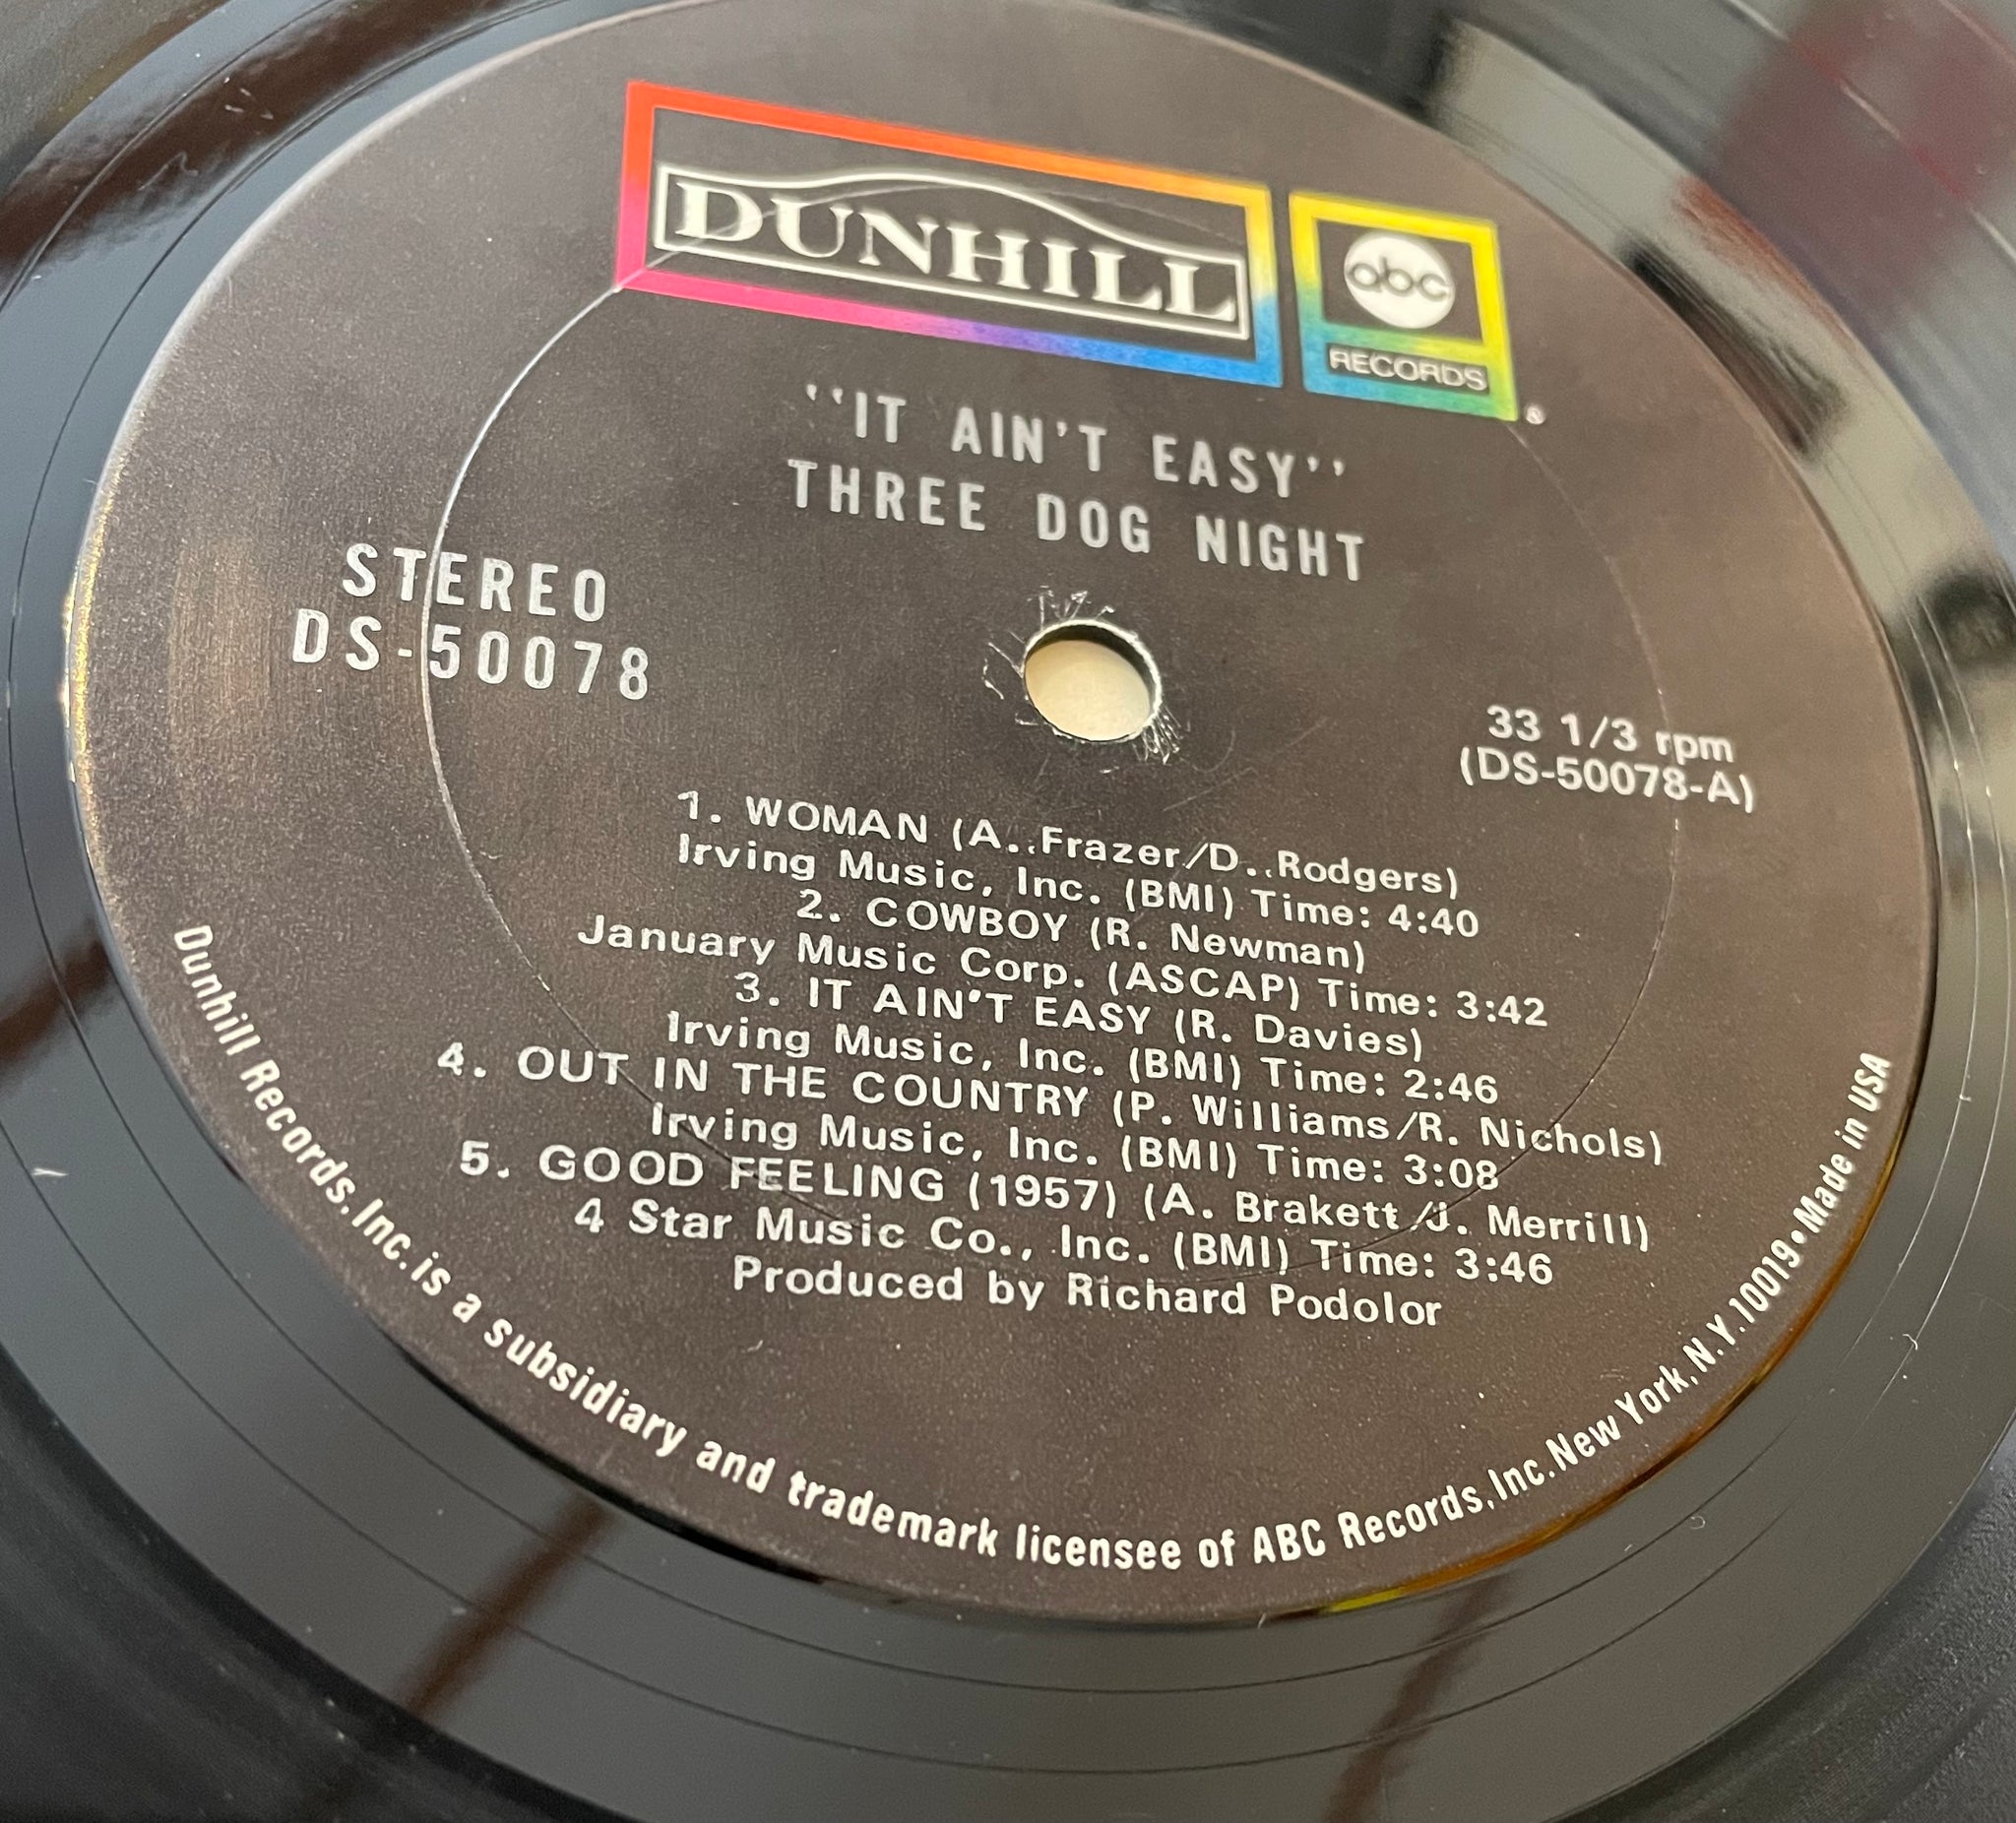 DUNHILL
abc
RECORDS
®
''IT AIN'T EASY''
THREE DOG NIGHT
STEREO
DS-50078
33 1/3 rpm
(DS-50078-A)
1. WOMAN (A..Frazer/D..Rodgers)
Irving Music, Inc. (BMI) Time: 4:40
2. COWBOY (R. Newman)
January Music Corp. (ASCAP) Time: 3:42
3. IT AIN'T EASY (R. Davies)
Irving Music, Inc. (BMI) Time: 2:46
4. OUT IN THE COUNTRY (P. Williams/R. Nichols)
Irving Music, Inc. (BMI) Time: 3:08
5. GOOD FEELING (1957) (A. Brakett/J. Merrill)
4 Star Music Co., Inc. (BMI) Time: 3:46
Produced by Richard Podolor
Dunhill Records, Inc. is a subsidiary and trademark licensee of ABC Records, Inc. New York, N.Y. 10019 • Made in USA